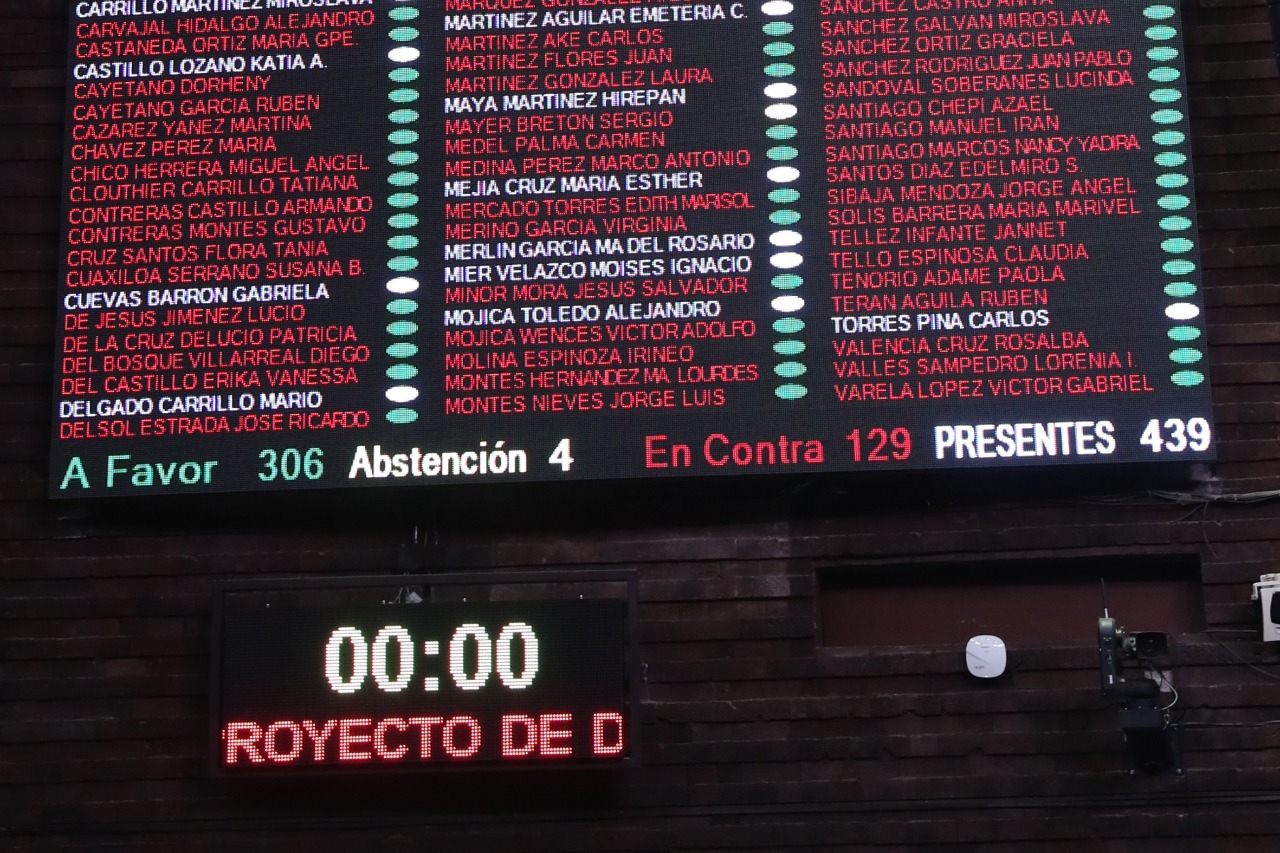 CARRILLO MARTINEZ MIROSLAVA
CARVAJAL HIDALGO ALEJANDRO
CASTAÑEDA ORTIZ MARIA GPE.
CASTILLO LOZANO KATIA A.
CAYETANO DORHENY
CAYETANO GARCIA RUBEN
CAZAREZ YAÑEZ MARTINA
CHAVEZ PEREZ MARIA
CHICO HERRERA MIGUEL ANGEL
CLOUTHIER CARRILLO TATIANA
CONTRERAS CASTILLO ARMANDO
CONTRERAS MONTES GUSTAVO
CRUZ SANTOS FLORA TANIA
CUAXILOA SERRANO SUSANA B.
CUEVAS BARRON GABRIELA
DE JESUS JIMENEZ LUCIO
DE LA CRUZ DELUCIO PATRICIA
DEL BOSQUE VILLARREAL DIEGO
DEL CASTILLO ERIKA VANESSA
DELGADO CARRILLO MARIO
DELSOL ESTRADA JOSE RICARDO
MARTINEZ AGUILAR EMETERIA C.
MARTINEZ AKE CARLOS
MARTINEZ FLORES JUAN
MARTINEZ GONZALEZ LAURA
MAYA MARTINEZ HIREPAN
MAYER BRETON SERGIO
MEDEL PALMA CARMEN
MEDINA PEREZ MARCO ANTONIO
MEJIA CRUZ MARIA ESTHER
MERCADO TORRES EDITH MARISOL
MERINO GARCIA VIRGINIA
MERLIN GARCIA MA DEL ROSARIO
MIER VELAZCO MOISES IGNACIO
MINOR MORA JESUS SALVADOR
MOJICA TOLEDO ALEJANDRO
MOJICA WENCES VICTOR ADOLFO
MOLINA ESPINOZA IRINEO
MONTES HERNANDEZ MA. LOURDES
MONTES NIEVES JORGE LUIS
SANCHEZ CASTRO ANITA
SANCHEZ GALVAN MIROSLAVA
SANCHEZ ORTIZ GRACIELA
SANCHEZ RODRIGUEZ JUAN PABLO
SANDOVAL SOBERANES LUCINDA
SANTIAGO CHEPI AZAEL
SANTIAGO MANUEL IRAN
SANTIAGO MARCOS NANCY YADIRA
SANTOS DIAZ EDELMIRO S.
SIBAJA MENDOZA JORGE ANGEL
SOLIS BARRERA MARIA MARIVEL
TELLEZ INFANTE JANNET
TELLO ESPINOSA CLAUDIA
TENORIO ADAME PAOLA
TERAN AGUILA RUBEN
TORRES PIÑA CARLOS
VALENCIA CRUZ ROSALBA
VALLES SAMPEDRO LORENIA I.
VARELA LOPEZ VICTOR GABRIEL
A Favor 306 Abstención 4 En Contra 129 PRESENTES 439
00:00
ROYECTO DE D